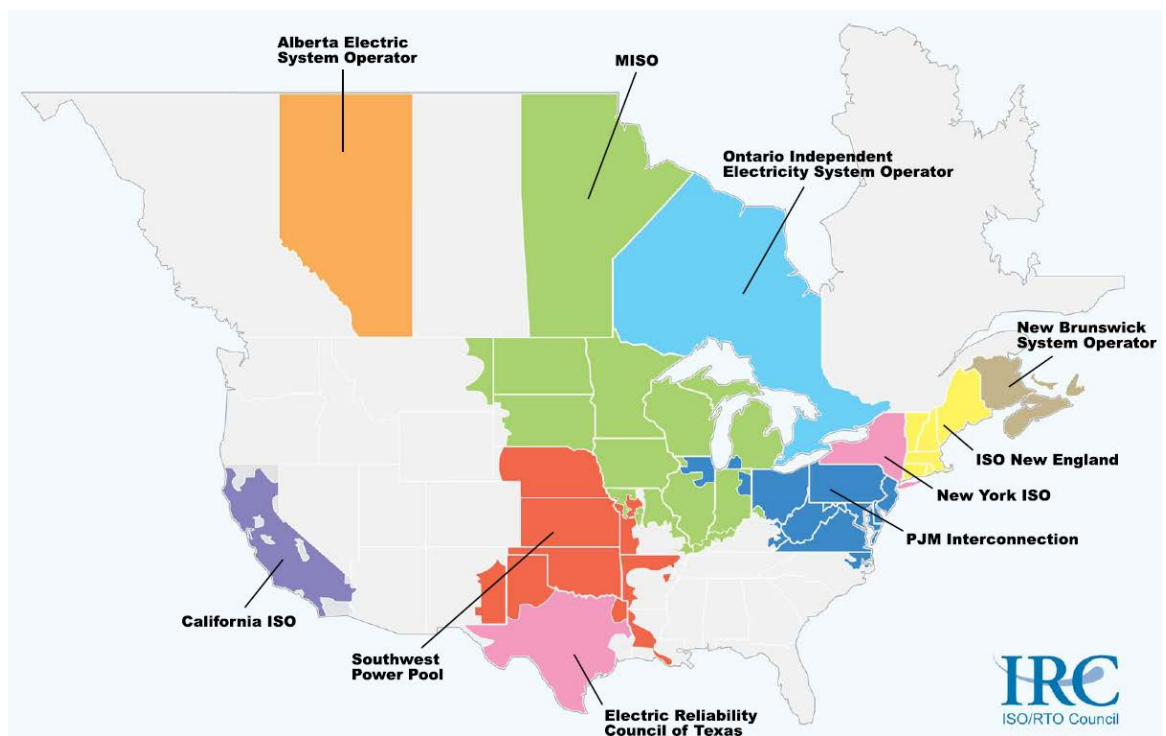 Alberta Electric
System Operator
MISO
Ontario Independent
Electricity System Operator
New Brunswick
System Operator
ISO New England
New York ISO
PJM Interconnection
California ISO
Southwest
Power Pool
Electric Reliability
Council of Texas
IRC
ISO/RTO Council